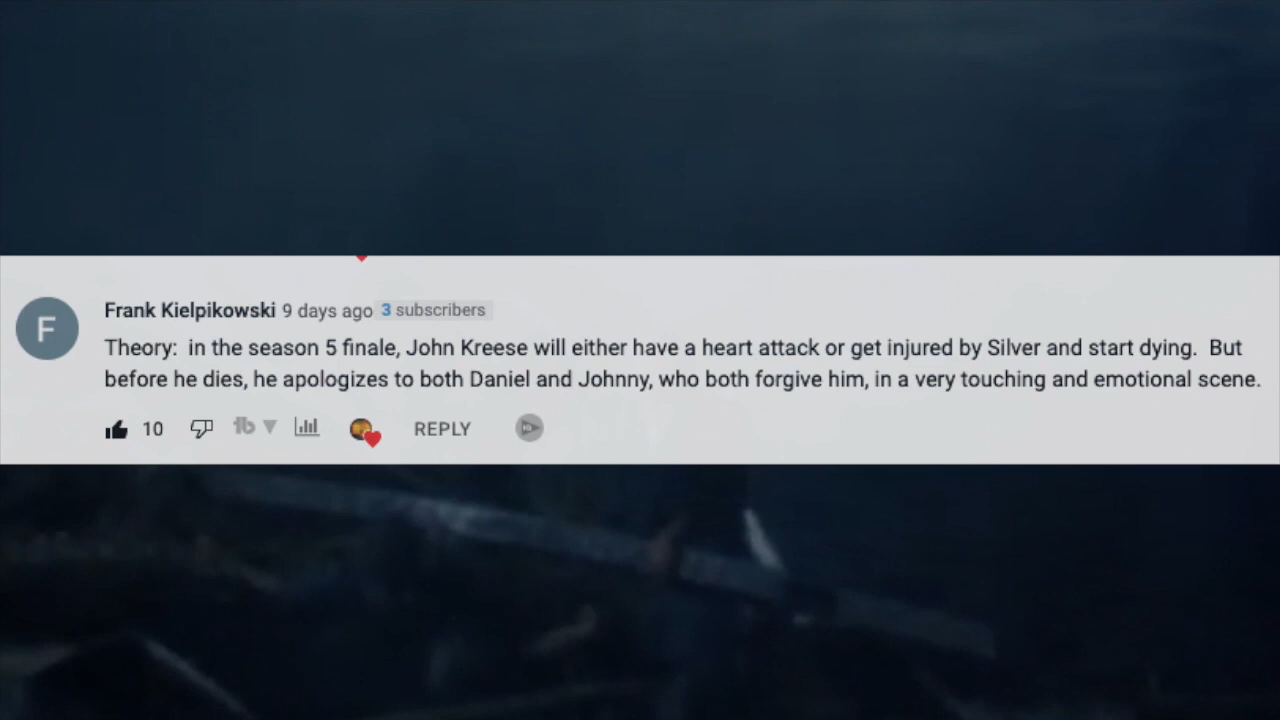 F
Frank Kielpikowski 9 days ago 3 subscribers
Theory:  in the season 5 finale, John Kreese will either have a heart attack or get injured by Silver and start dying.  But
before he dies, he apologizes to both Daniel and Johnny, who both forgive him, in a very touching and emotional scene.
10 REPLY